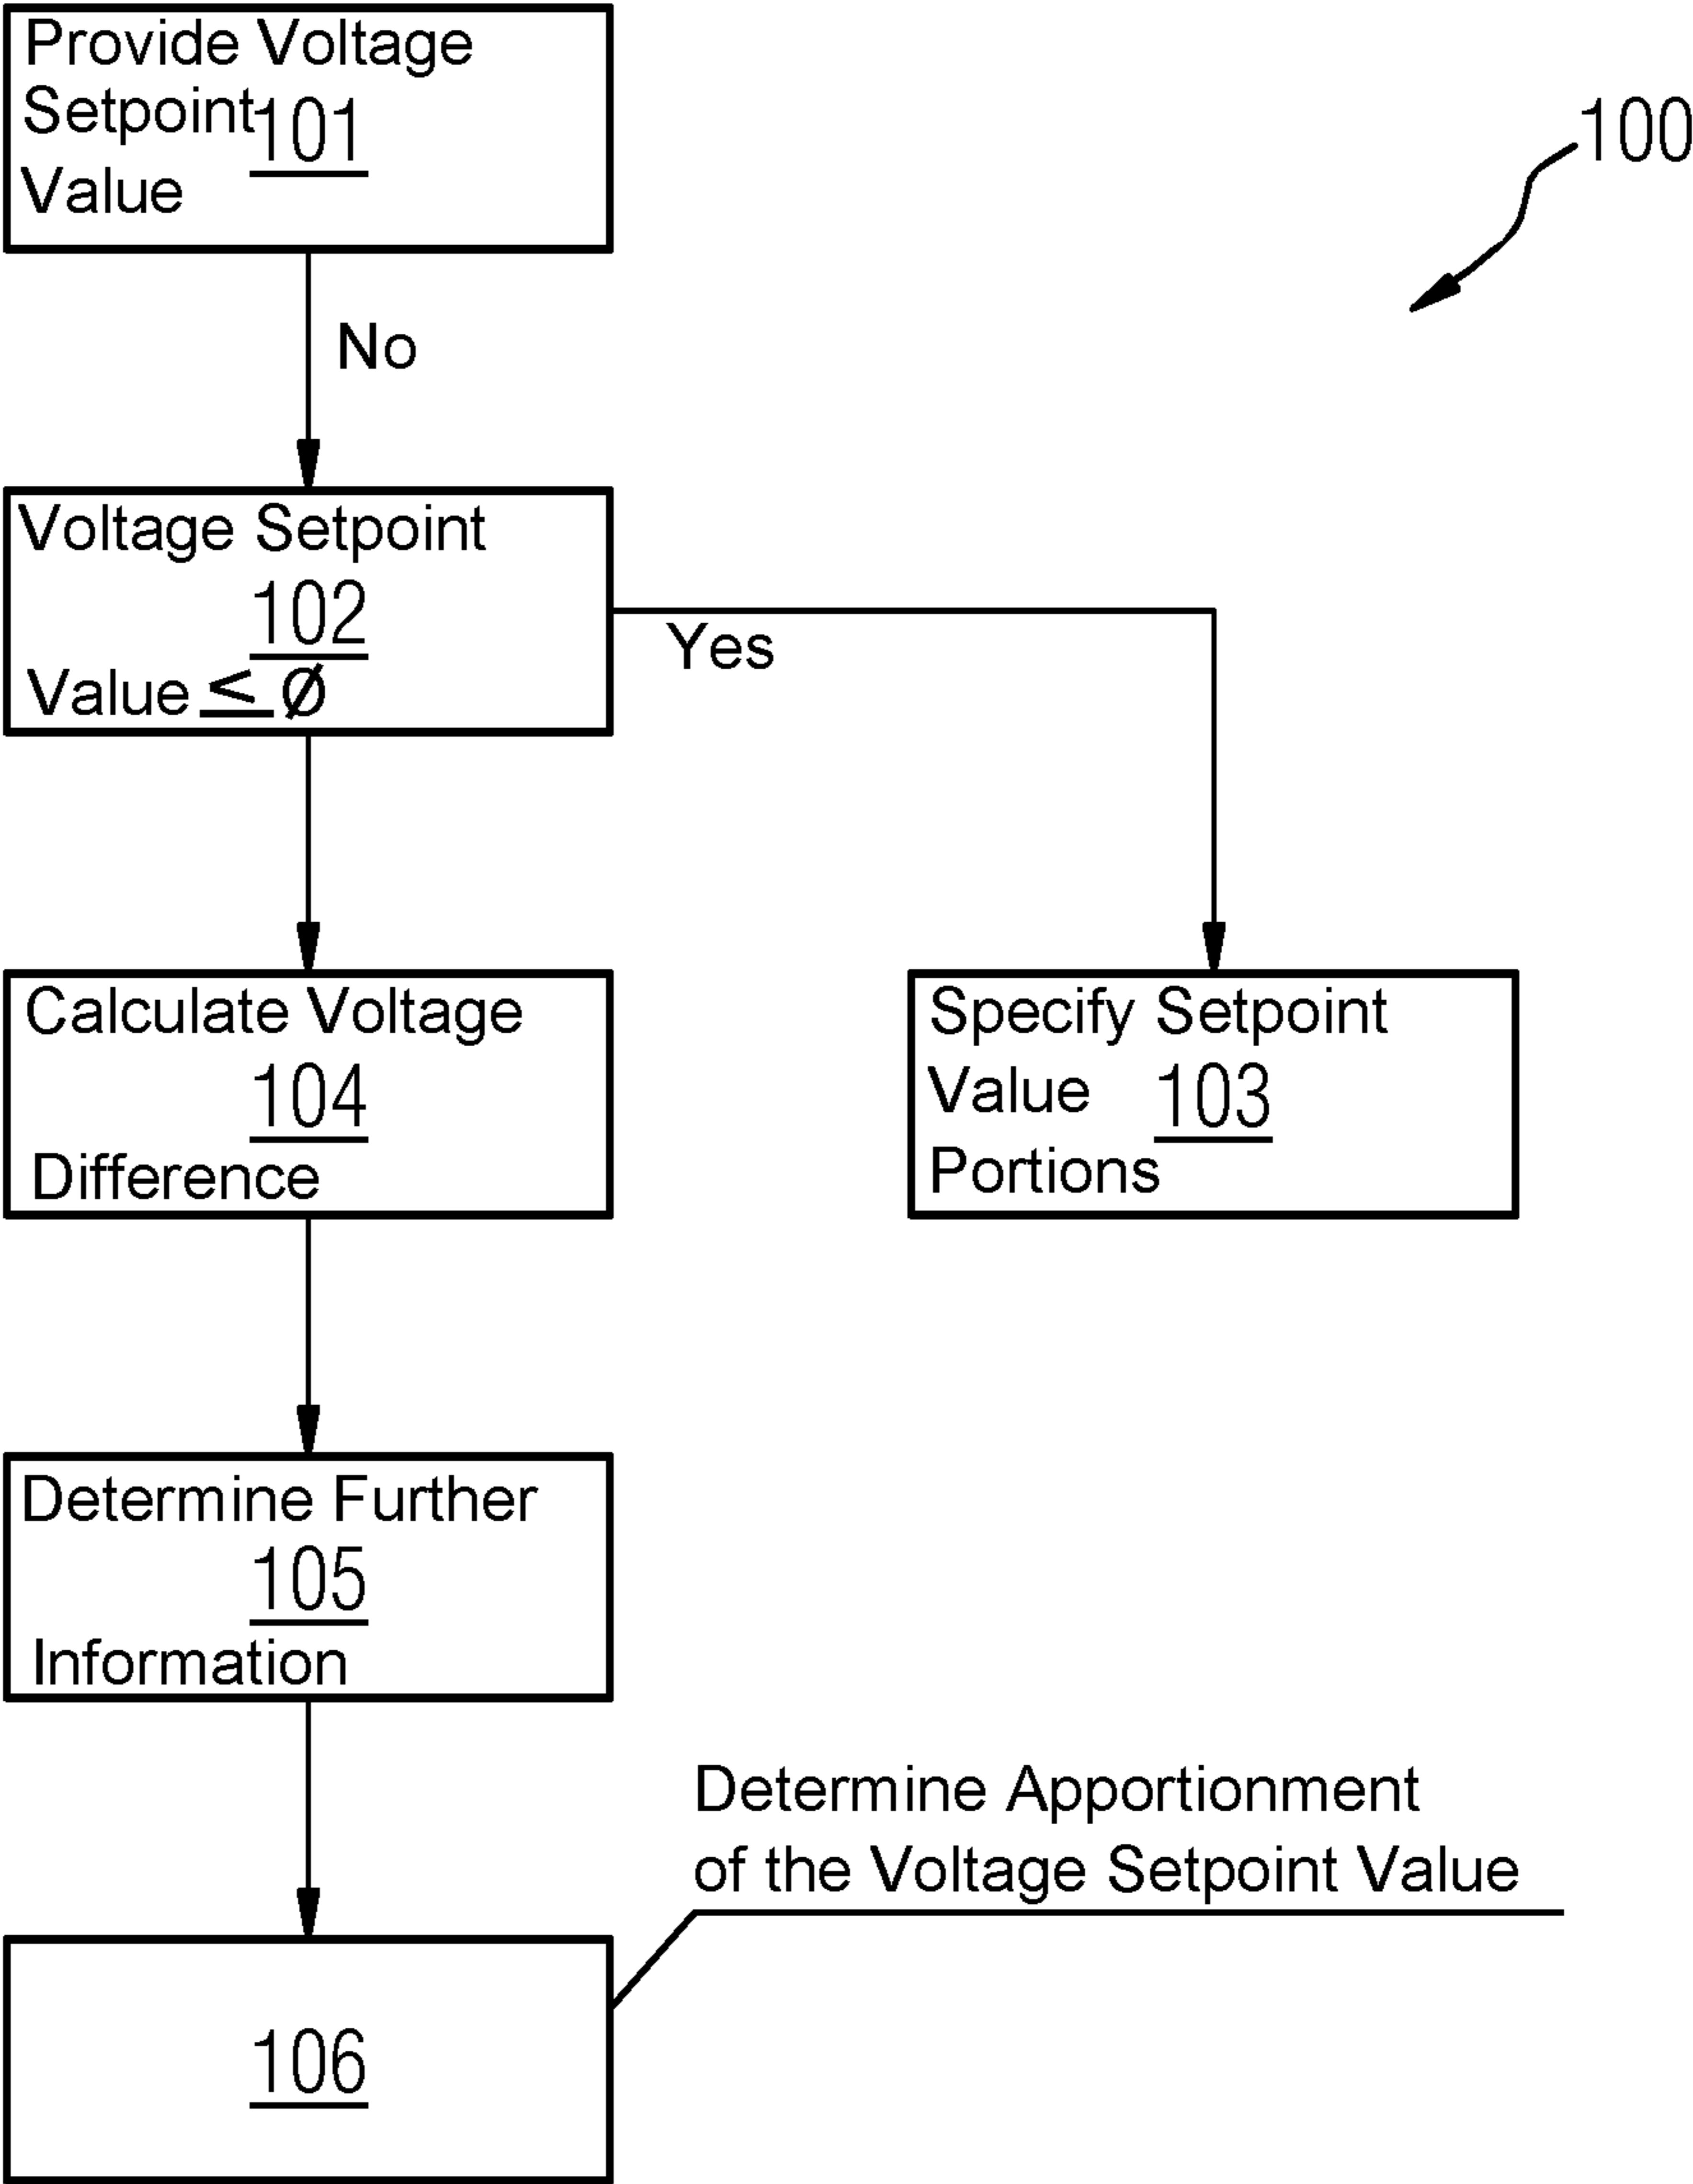 Provide Voltage
Setpoint
101
Value
100
No
Voltage Setpoint
102
Value ≤ Ø
Yes
Calculate Voltage
104
Difference
Specify Setpoint
Value 103
Portions
Determine Further
105
Information
Determine Apportionment
of the Voltage Setpoint Value
106